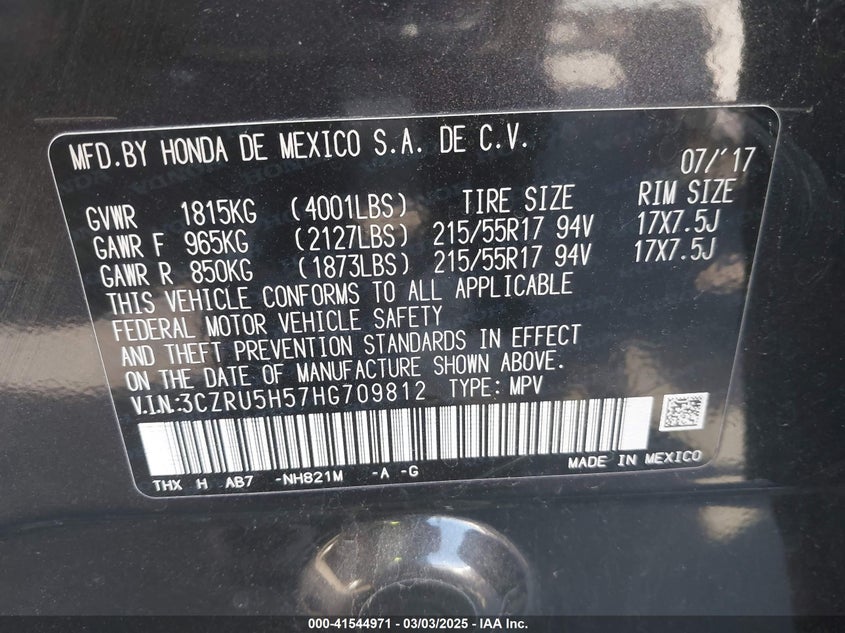 MFD.BY HONDA DE MEXICO S.A. DE C.V. 07/'17
GVWR 1815KG (4001LBS) TIRE SIZE RIM SIZE
GAWR F 965KG (2127LBS) 215/55R17 94V 17X7.5J
GAWR R 850KG (1873LBS) 215/55R17 94V 17X7.5J
THIS VEHICLE CONFORMS TO ALL APPLICABLE
FEDERAL MOTOR VEHICLE SAFETY
AND THEFT PREVENTION STANDARDS IN EFFECT
ON THE DATE OF MANUFACTURE SHOWN ABOVE.
V.I.N.:3CZRU5H57HG709812 TYPE: MPV
THX H AB7 -NH821M -A -G MADE IN MEXICO
000-41544971 - 03/03/2025 - IAA Inc.